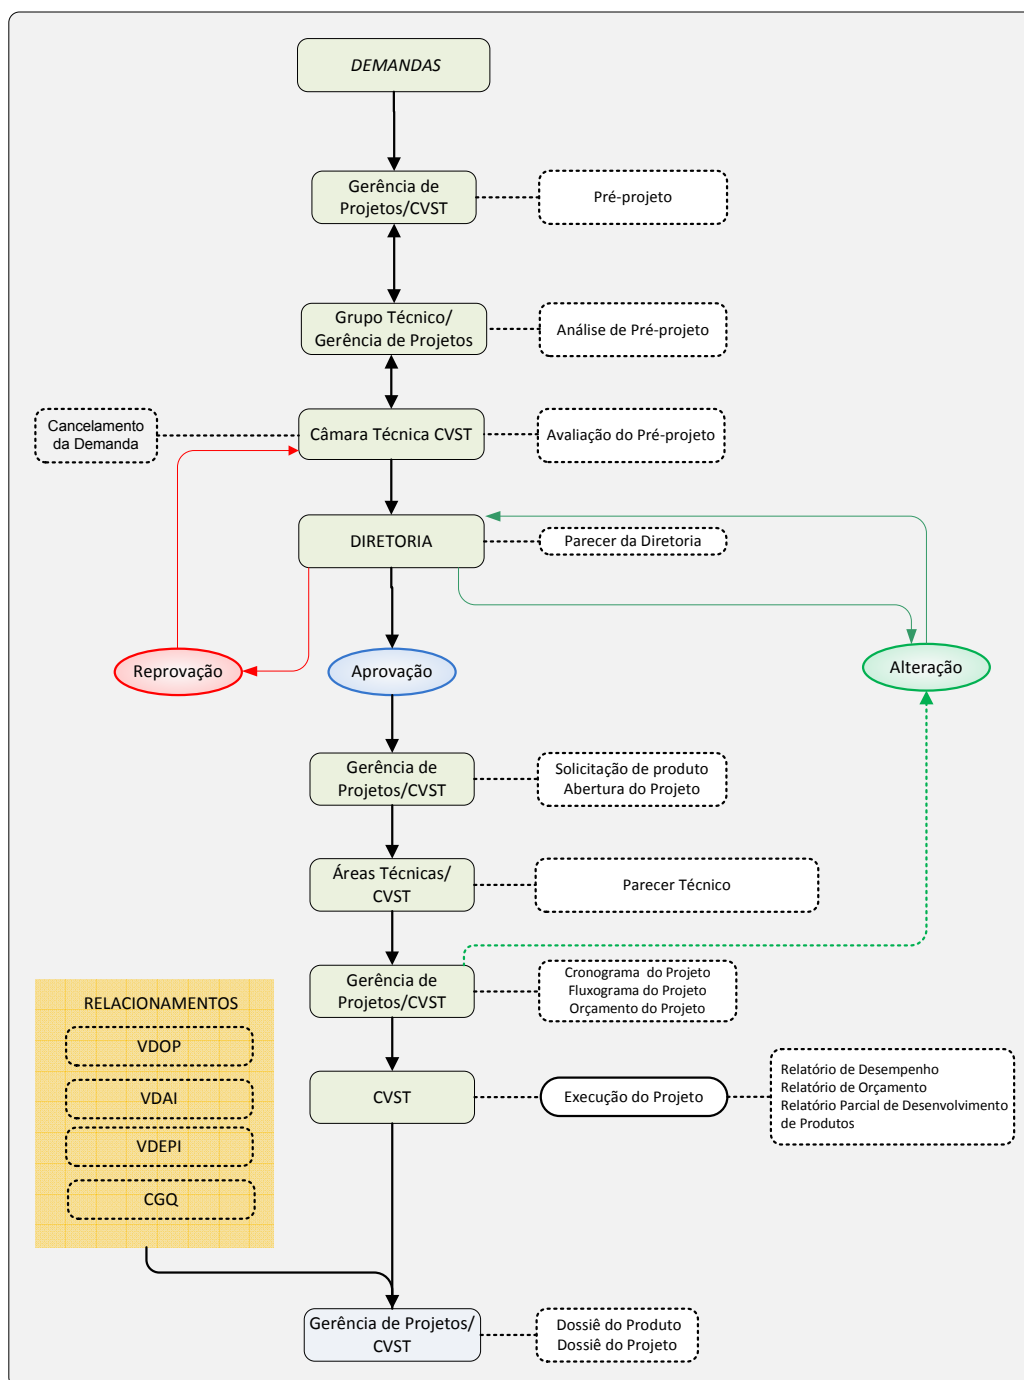 DEMANDAS
Gerência de
Projetos/CVST
Pré-projeto
Grupo Técnico/
Gerência de Projetos
Análise de Pré-projeto
Cancelamento
da Demanda
Câmara Técnica CVST
Avaliação do Pré-projeto
DIRETORIA
Parecer da Diretoria
Reprovação
Aprovação
Alteração
Gerência de
Projetos/CVST
Solicitação de produto
Abertura do Projeto
Áreas Técnicas/
CVST
Parecer Técnico
Gerência de
Projetos/CVST
Cronograma do Projeto
Fluxograma do Projeto
Orçamento do Projeto
RELACIONAMENTOS
VDOP
VDAI
VDEPI
CGQ
CVST
Execução do Projeto
Relatório de Desempenho
Relatório de Orçamento
Relatório Parcial de Desenvolvimento
de Produtos
Gerência de Projetos/
CVST
Dossiê do Produto
Dossiê do Projeto